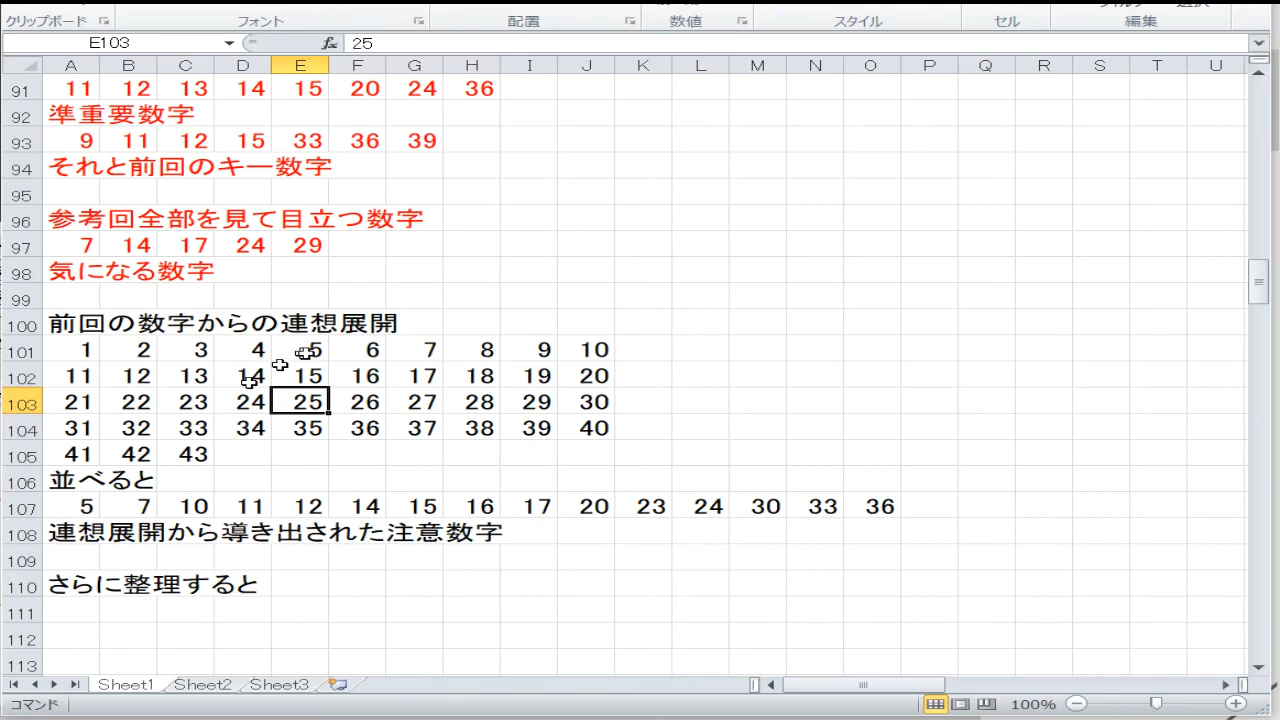 クリップボード フォント 配置 数値 スタイル セル 編集
E103 fx 25
A B C D E F G H I J K L M N O P Q R S T U
91 11 12 13 14 15 20 24 36
92 準重要数字
93 9 11 12 15 33 36 39
94 それと前回のキー数字
95
96 参考回全部を見て目立つ数字
97 7 14 17 24 29
98 気になる数字
99
100 前回の数字からの連想展開
101 1 2 3 4 5 6 7 8 9 10
102 11 12 13 14 15 16 17 18 19 20
103 21 22 23 24 25 26 27 28 29 30
104 31 32 33 34 35 36 37 38 39 40
105 41 42 43
106 並べると
107 5 7 10 11 12 14 15 16 17 20 23 24 30 33 36
108 連想展開から導き出された注意数字
109
110 さらに整理すると
111
112
113
Sheet1 Sheet2 Sheet3
コマンド 100%